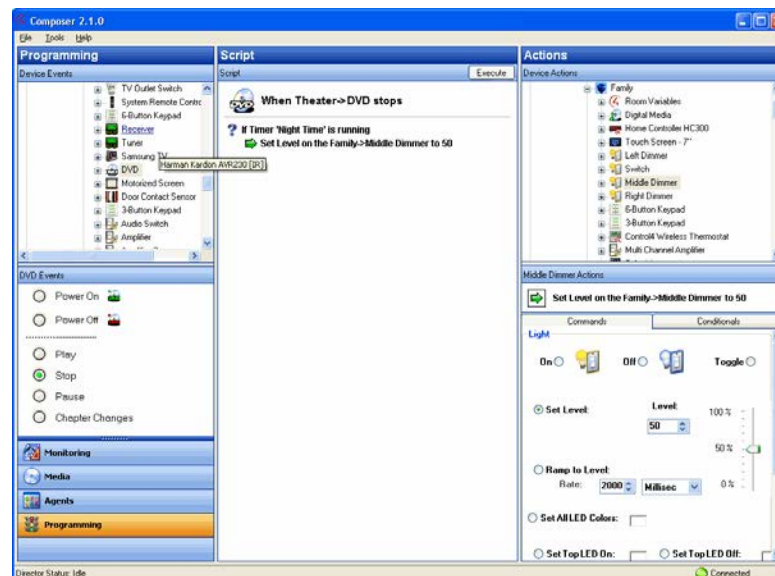 Composer 2.1.0
File Tools Help
Programming
Device Events
TV Outlet Switch
System Remote Contrc
6-Button Keypad
Receiver
Tuner
Samsung TV
Harman Kardon AVR230 [IR]
DVD
Motorized Screen
Door Contact Sensor
3-Button Keypad
Audio Switch
Amplifier
DVD Events
Power On
Power Off
Play
Stop
Pause
Chapter Changes
Monitoring
Media
Agents
Programming
Director Status: Idle
Script
Script Execute
When Theater->DVD stops
? If Timer 'Night Time' is running
Set Level on the Family->Middle Dimmer to 50
Actions
Device Actions
Family
Room Variables
Digital Media
Home Controller HC300
Touch Screen - 7"
Left Dimmer
Switch
Middle Dimmer
Right Dimmer
6-Button Keypad
3-Button Keypad
Control4 Wireless Thermostat
Multi Channel Amplifier
Middle Dimmer Actions
Set Level on the Family->Middle Dimmer to 50
Commands Conditionals
Light
On Off Toggle
Set Level: Level: 100 %
50
50 %
Ramp to Level:
Rate: 2000 Millisec 0 %
Set All LED Colors:
Set Top LED On: Set Top LED Off:
Connected